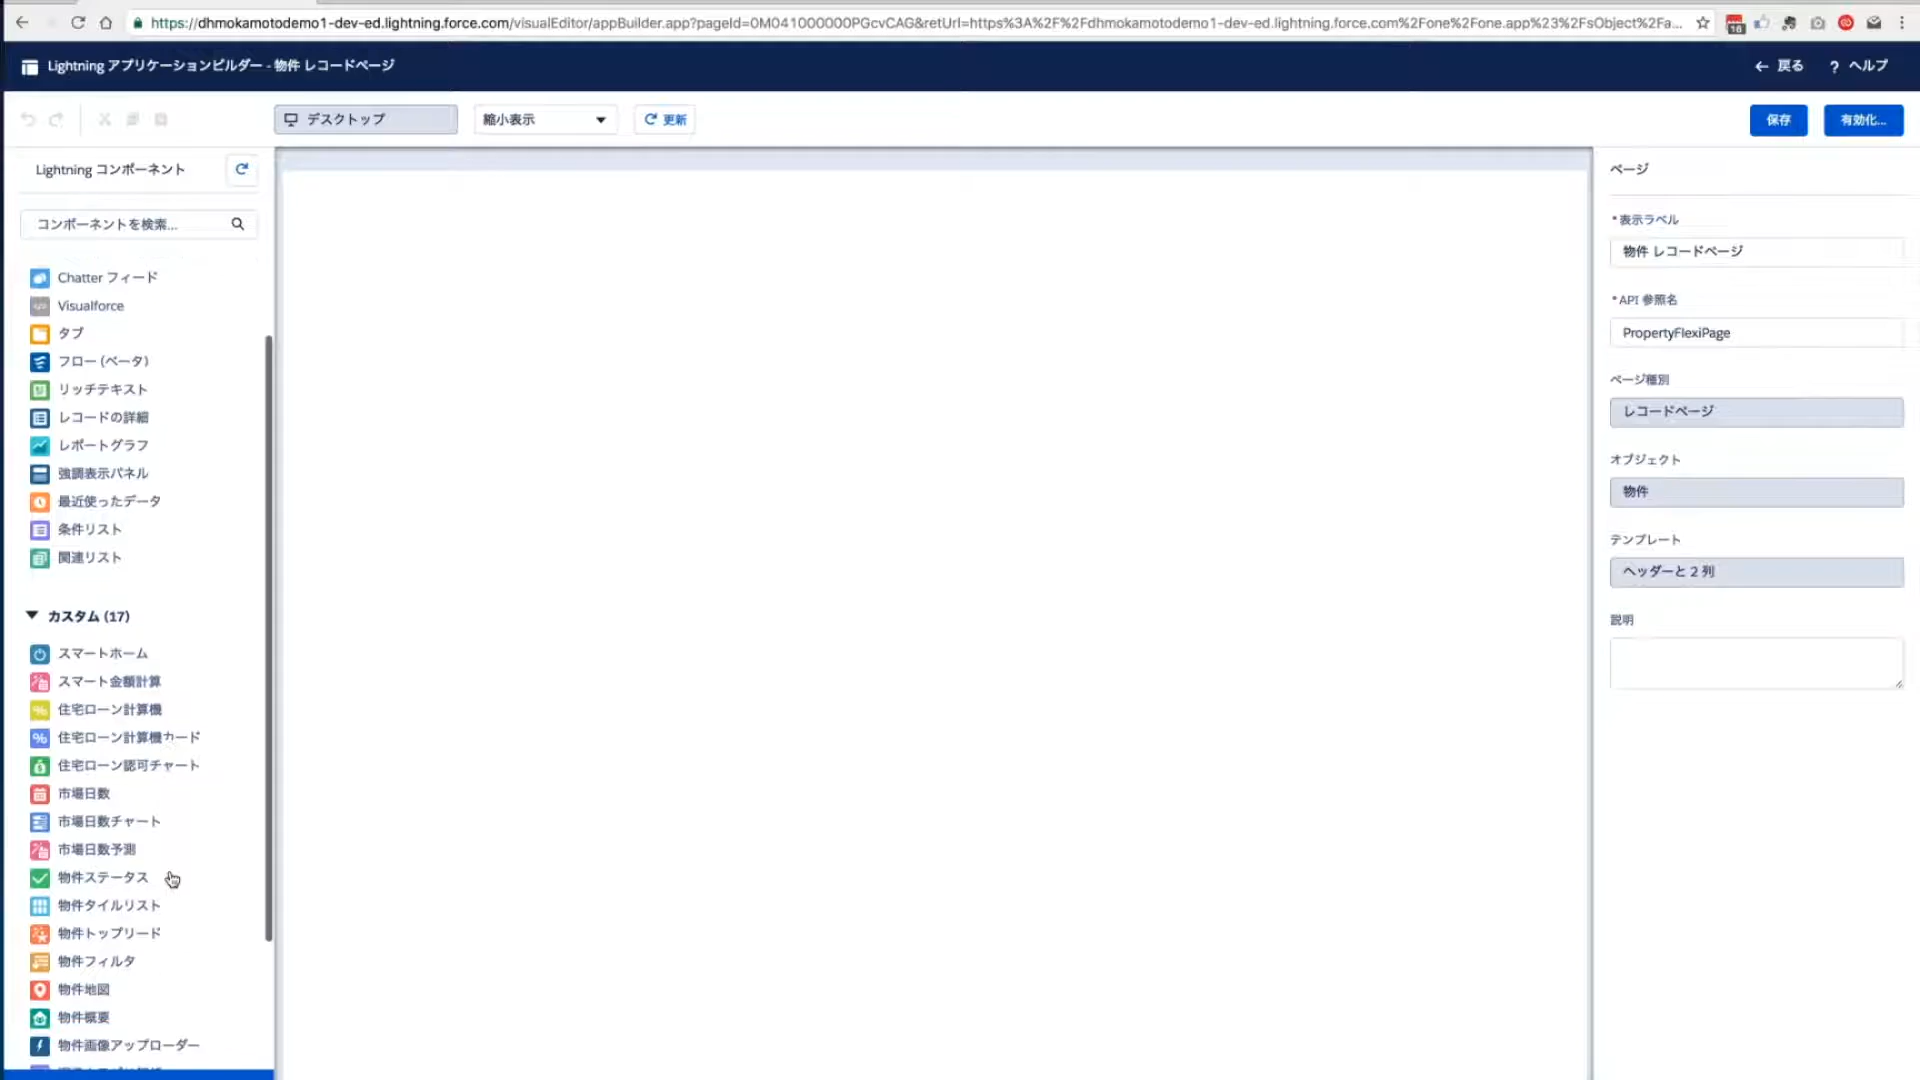 https://dhmokamotodemo1-dev-ed.lightning.force.com/visualEditor/appBuilder.app?pageId=0M041000000PGcvCAG&retUrl=https%3A%2F%2Fdhmokamotodemo1-dev-ed.lightning.force.com%2Fone%2Fone.app%23%2FsObject%2Fa...
16
Lightning アプリケーションビルダー - 物件 レコードページ
戻る
? ヘルプ
デスクトップ
縮小表示
更新
保存
有効化...
Lightning コンポーネント
コンポーネントを検索...
Chatter フィード
Visualforce
タブ
フロー (ベータ)
リッチテキスト
レコードの詳細
レポートグラフ
強調表示パネル
最近使ったデータ
条件リスト
関連リスト
カスタム (17)
スマートホーム
スマート金額計算
住宅ローン計算機
住宅ローン計算機カード
住宅ローン認可チャート
市場日数
市場日数チャート
市場日数予測
物件ステータス
物件タイルリスト
物件トップリード
物件フィルタ
物件地図
物件概要
物件画像アップローダー
ページ
*表示ラベル
物件 レコードページ
*API 参照名
PropertyFlexiPage
ページ種別
レコードページ
オブジェクト
物件
テンプレート
ヘッダーと 2 列
説明